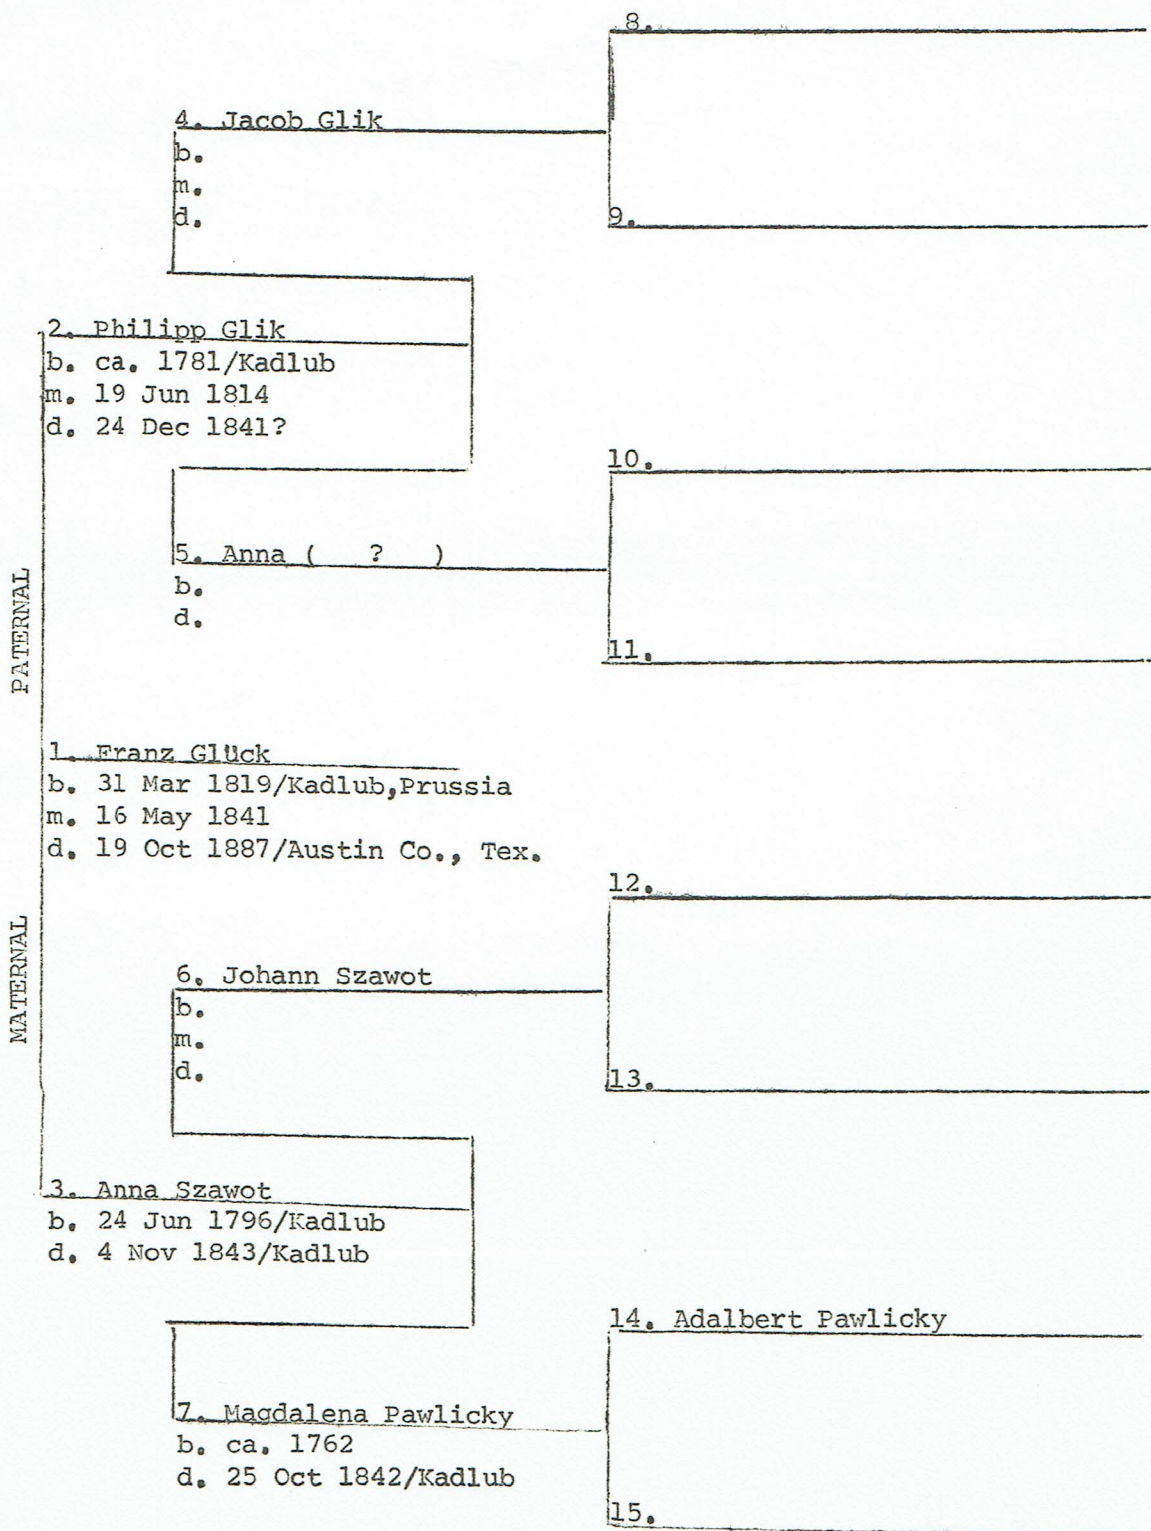 8.
4. Jacob Glik
b.
m.
d.
9.
2. Philipp Glik
b. ca. 1781/Kadlub
m. 19 Jun 1814
d. 24 Dec 1841?
10.
5. Anna ( ? )
b.
d.
11.
PATERNAL
1. Franz Glück
b. 31 Mar 1819/Kadlub,Prussia
m. 16 May 1841
d. 19 Oct 1887/Austin Co., Tex.
12.
MATERNAL
6. Johann Szawot
b.
m.
d.
13.
3. Anna Szawot
b. 24 Jun 1796/Kadlub
d. 4 Nov 1843/Kadlub
14. Adalbert Pawlicky
7. Magdalena Pawlicky
b. ca. 1762
d. 25 Oct 1842/Kadlub
15.